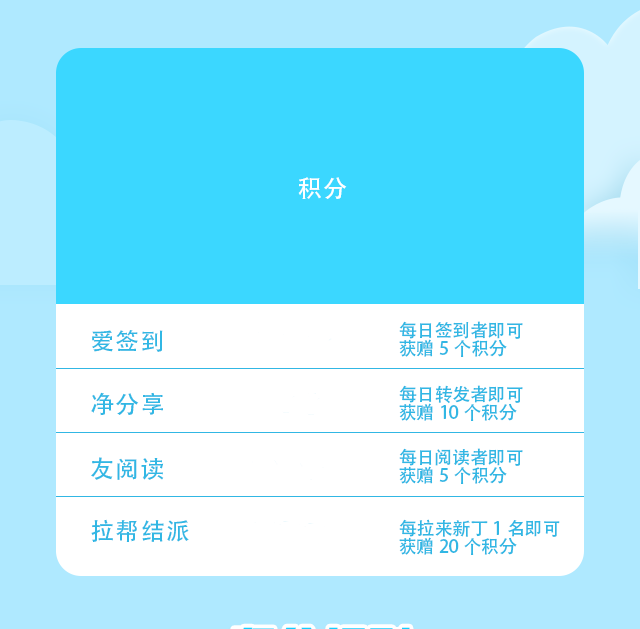 积分
爱签到
每日签到者即可
获赠 5 个积分
净分享
每日转发者即可
获赠 10 个积分
友阅读
每日阅读者即可
获赠 5 个积分
拉帮结派
每拉来新丁 1 名即可
获赠 20 个积分